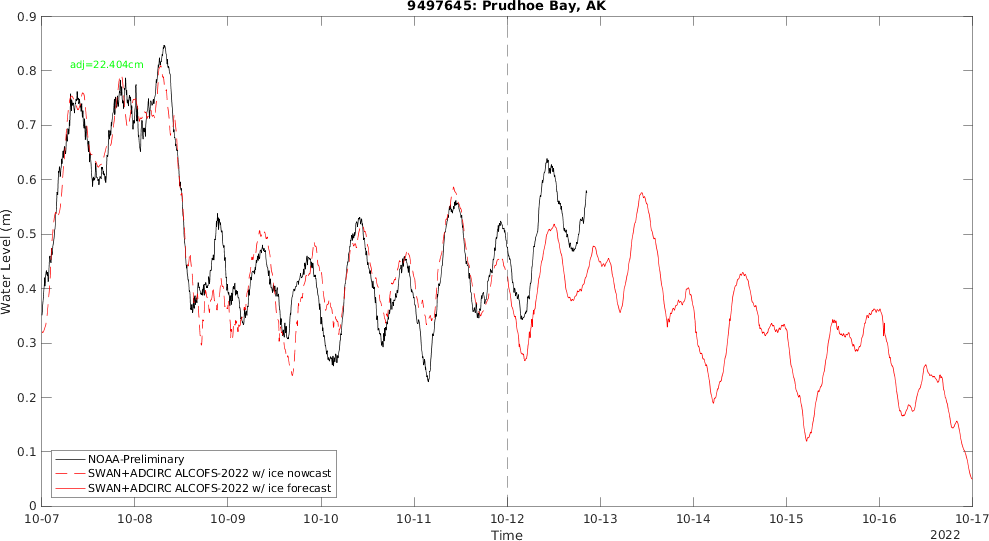 9497645: Prudhoe Bay, AK
0.9
0.8
0.7
0.6
0.5
0.4
0.3
0.2
0.1
0
Water Level (m)
adj=22.404cm
NOAA-Preliminary
SWAN+ADCIRC ALCOFS-2022 w/ ice nowcast
SWAN+ADCIRC ALCOFS-2022 w/ ice forecast
10-07 10-08 10-09 10-10 10-11 10-12 10-13 10-14 10-15 10-16 10-17
Time
2022